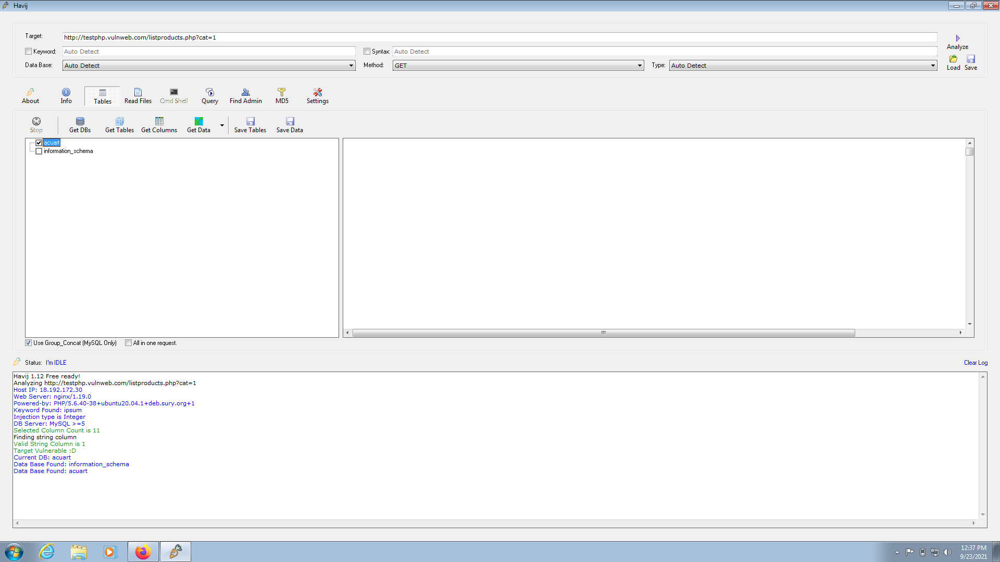 Havij
Target: http://testphp.vulnweb.com/listproducts.php?cat=1
Analyze
Keyword: Auto Detect Syntax: Auto Detect
Data Base: Auto Detect Method: GET Type: Auto Detect
Load Save
About Info Tables Read Files Cmd Shell Query Find Admin MD5 Settings
Stop Get DBs Get Tables Get Columns Get Data Save Tables Save Data
acuart
information_schema
Use Group_Concat (MySQL Only) All in one request.
Status: I'm IDLE Clear Log
Havij 1.12 Free ready!
Analyzing http://testphp.vulnweb.com/listproducts.php?cat=1
Host IP: 18.192.172.30
Web Server: nginx/1.19.0
Powered-by: PHP/5.6.40-38+ubuntu20.04.1+deb.sury.org+1
Keyword Found: ipsum
Injection type is Integer
DB Server: MySQL >=5
Selected Column Count is 11
Finding string column
Valid String Column is 1
Target Vulnerable :D
Current DB: acuart
Data Base Found: information_schema
Data Base Found: acuart
12:37 PM
9/23/2021